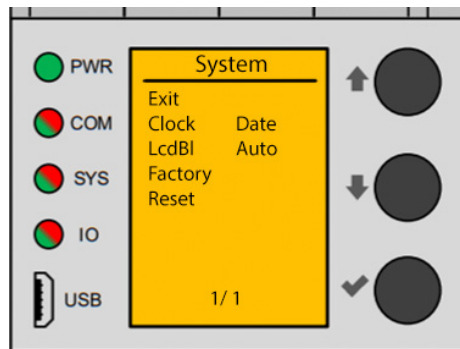 PWR
COM
SYS
IO
USB
System
Exit
Clock Date
LcdBl Auto
Factory
Reset
1/ 1